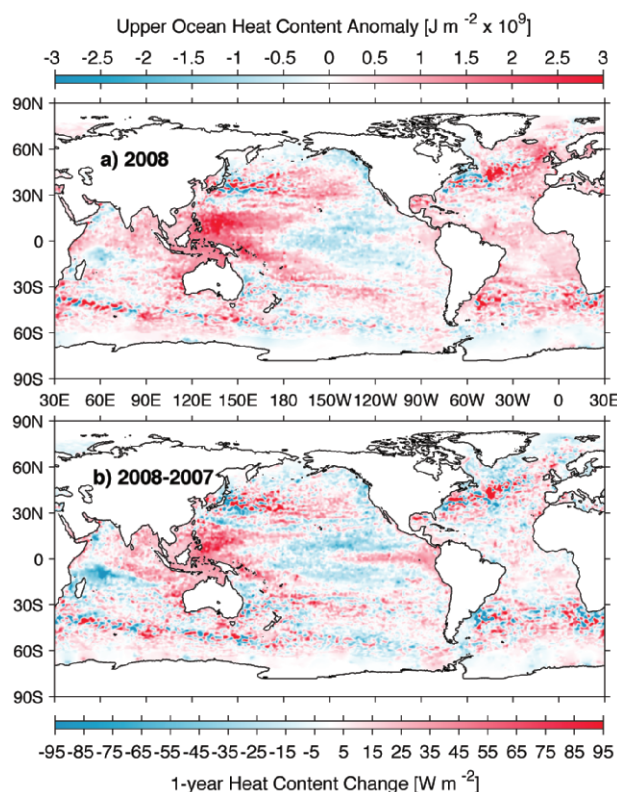 Upper Ocean Heat Content Anomaly [J m⁻² x 10⁹]
-3 -2.5 -2 -1.5 -1 -0.5 0 0.5 1 1.5 2 2.5 3
90N
a) 2008
60N
30N
0
30S
60S
90S
30E 60E 90E 120E 150E 180E 150W 120W 90W 60W 30W 0 30E
90N
b) 2008-2007
60N
30N
0
30S
60S
90S
-95 -85 -75 -65 -55 -45 -35 -25 -15 -5 5 15 25 35 45 55 65 75 85 95
1-year Heat Content Change [W m⁻²]